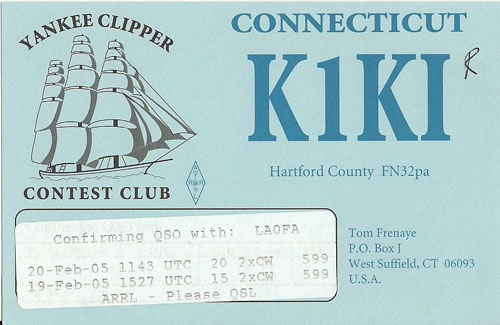 YANKEE CLIPPER
CONTEST CLUB
CONNECTICUT
K1KI
R
Hartford County FN32pa
Confirming QSO with: LA0FA
20-Feb-05 1143 UTC 20 2xCW 599
19-Feb-05 1527 UTC 15 2xCW 599
ARRL - Please QSL
Tom Frenaye
P.O. Box J
West Suffield, CT 06093
U.S.A.